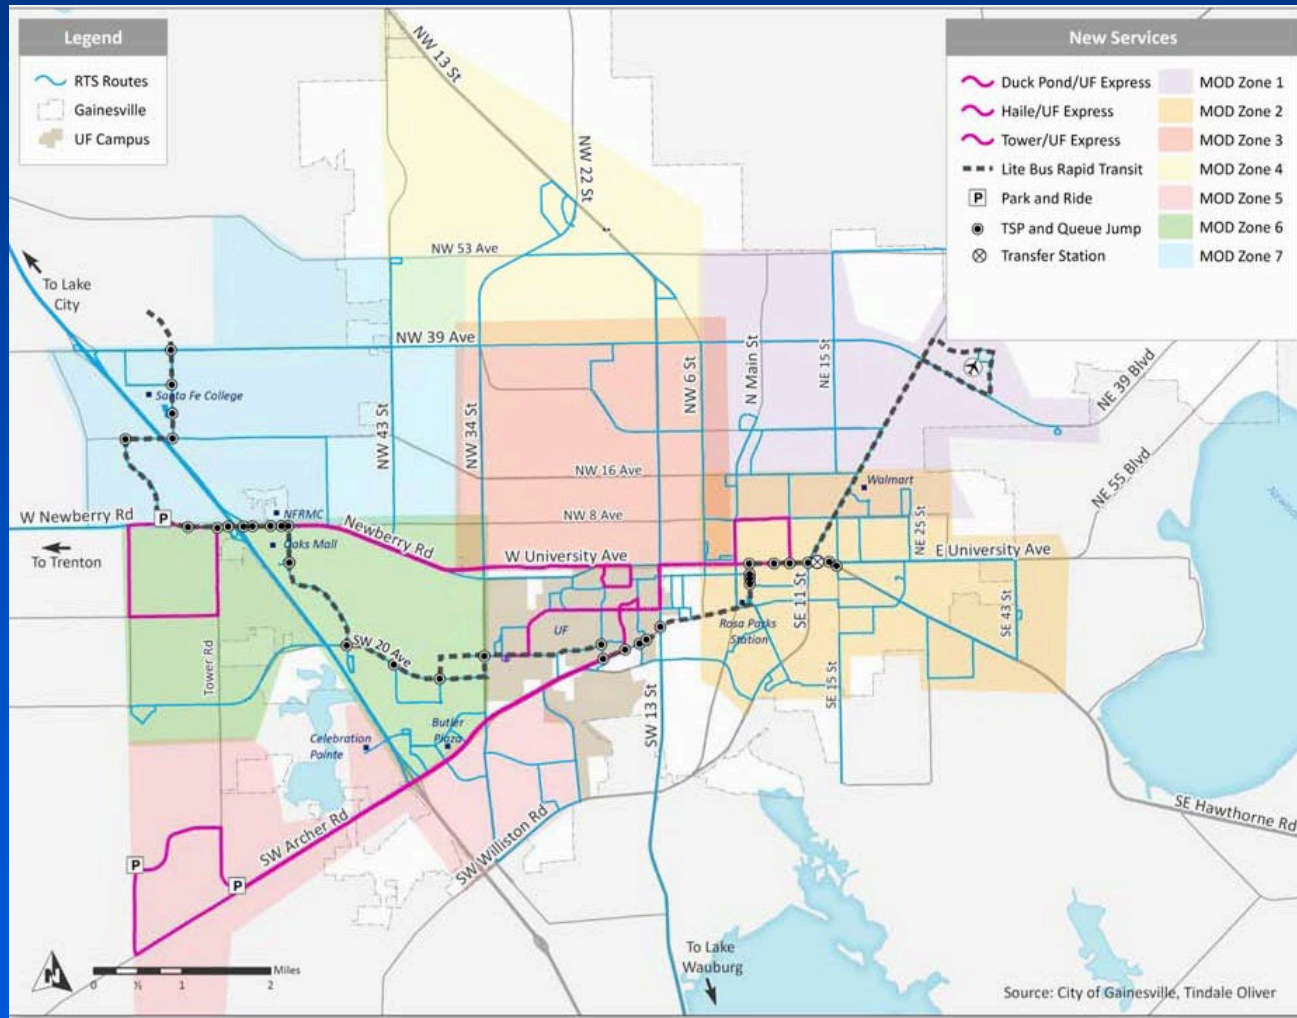 Legend
RTS Routes
Gainesville
UF Campus
New Services
Duck Pond/UF Express
Haile/UF Express
Tower/UF Express
Lite Bus Rapid Transit
P
Park and Ride
TSP and Queue Jump
Transfer Station
MOD Zone 1
MOD Zone 2
MOD Zone 3
MOD Zone 4
MOD Zone 5
MOD Zone 6
MOD Zone 7
NW 13 St
NW 22 St
NW 53 Ave
To Lake
City
NW 39 Ave
NE 39 Blvd
Santa Fe College
NW 43 St
NW 34 St
NW 6 St
N Main St
NE 15 St
NW 16 Ave
Walmart
NE 55 Blvd
W Newberry Rd
P
NFRMC
Newberry Rd
NW 8 Ave
NE 25 St
To Trenton
Oaks Mall
W University Ave
E University Ave
SE 11 St
SE 43 St
UF
Rosa Parks
Station
SW 20 Ave
Tower Rd
SW 13 St
SE 15 St
Butler
Plaza
Celebration
Pointe
SE Hawthorne Rd
SW Archer Rd
SW Williston Rd
P
P
To Lake
Wauburg
N
Miles
0
½
1
2
Source: City of Gainesville, Tindale Oliver